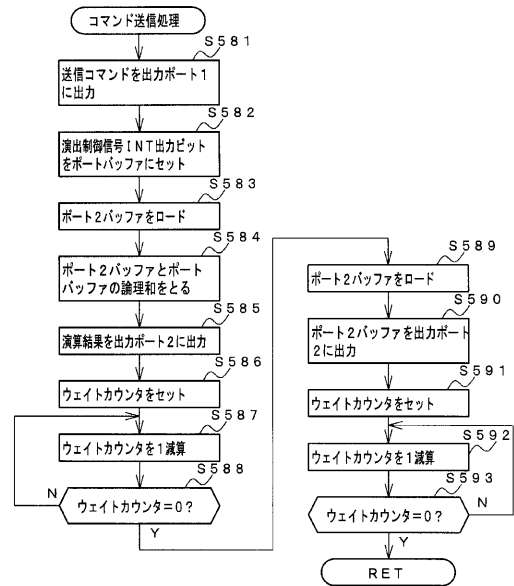 コマンド送信処理
S581
送信コマンドを出力ポート1
に出力
S582
演出制御信号INT出力ビット
をポートバッファにセット
S583
ポート2バッファをロード
S584
ポート2バッファとポート
バッファの論理和をとる
S585
演算結果を出力ポート2に出力
S586
ウェイトカウンタをセット
S587
ウェイトカウンタを1減算
S588
N
ウェイトカウンタ=0?
Y
S589
ポート2バッファをロード
S590
ポート2バッファを出力ポート
2に出力
S591
ウェイトカウンタをセット
S592
ウェイトカウンタを1減算
S593
ウェイトカウンタ=0?
N
Y
RET